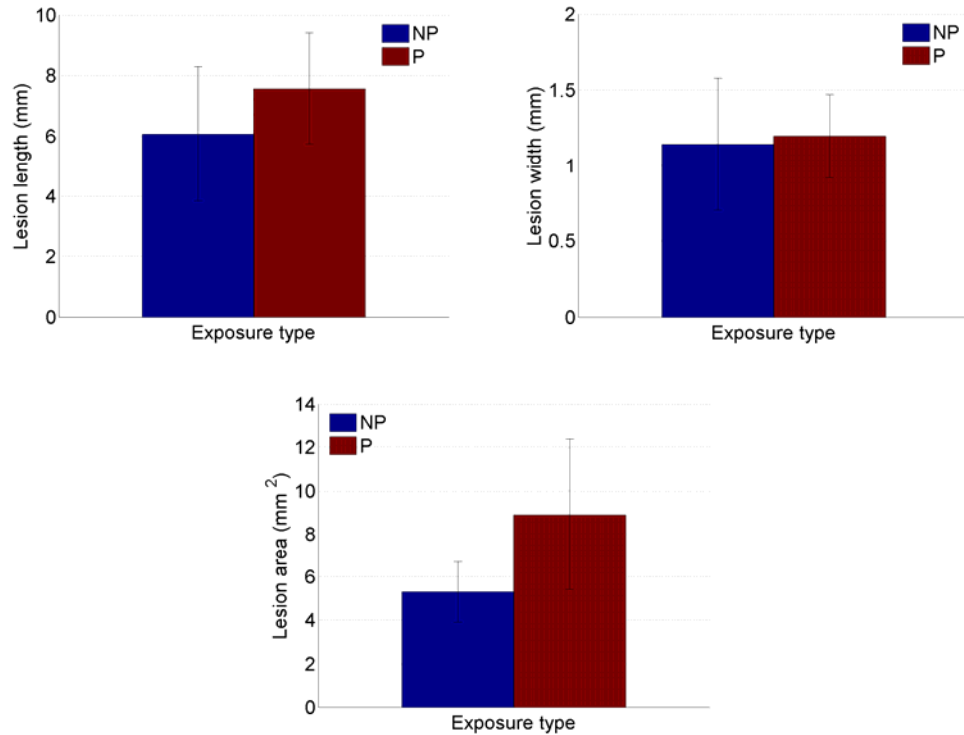 10
8
6
4
2
0
Lesion length (mm)
NP
P
Exposure type
2
1.5
1
0.5
0
Lesion width (mm)
NP
P
Exposure type
14
12
10
8
6
4
2
0
Lesion area (mm²)
NP
P
Exposure type